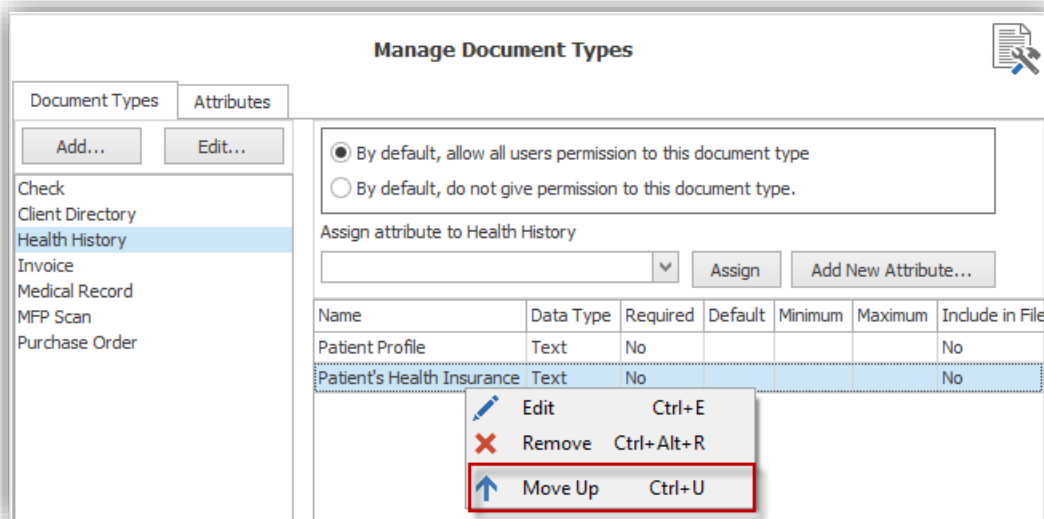 Manage Document Types
Document Types Attributes
Add... Edit...
Check
Client Directory
Health History
Invoice
Medical Record
MFP Scan
Purchase Order
By default, allow all users permission to this document type
By default, do not give permission to this document type.
Assign attribute to Health History
Assign Add New Attribute...
Name Data Type Required Default Minimum Maximum Include in File
Patient Profile Text No No
Patient's Health Insurance Text No No
Edit Ctrl+E
Remove Ctrl+Alt+R
Move Up Ctrl+U